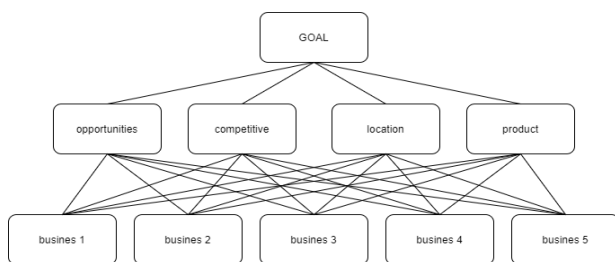 GOAL
opportunities
competitive
location
product
busines 1
busines 2
busines 3
busines 4
busines 5